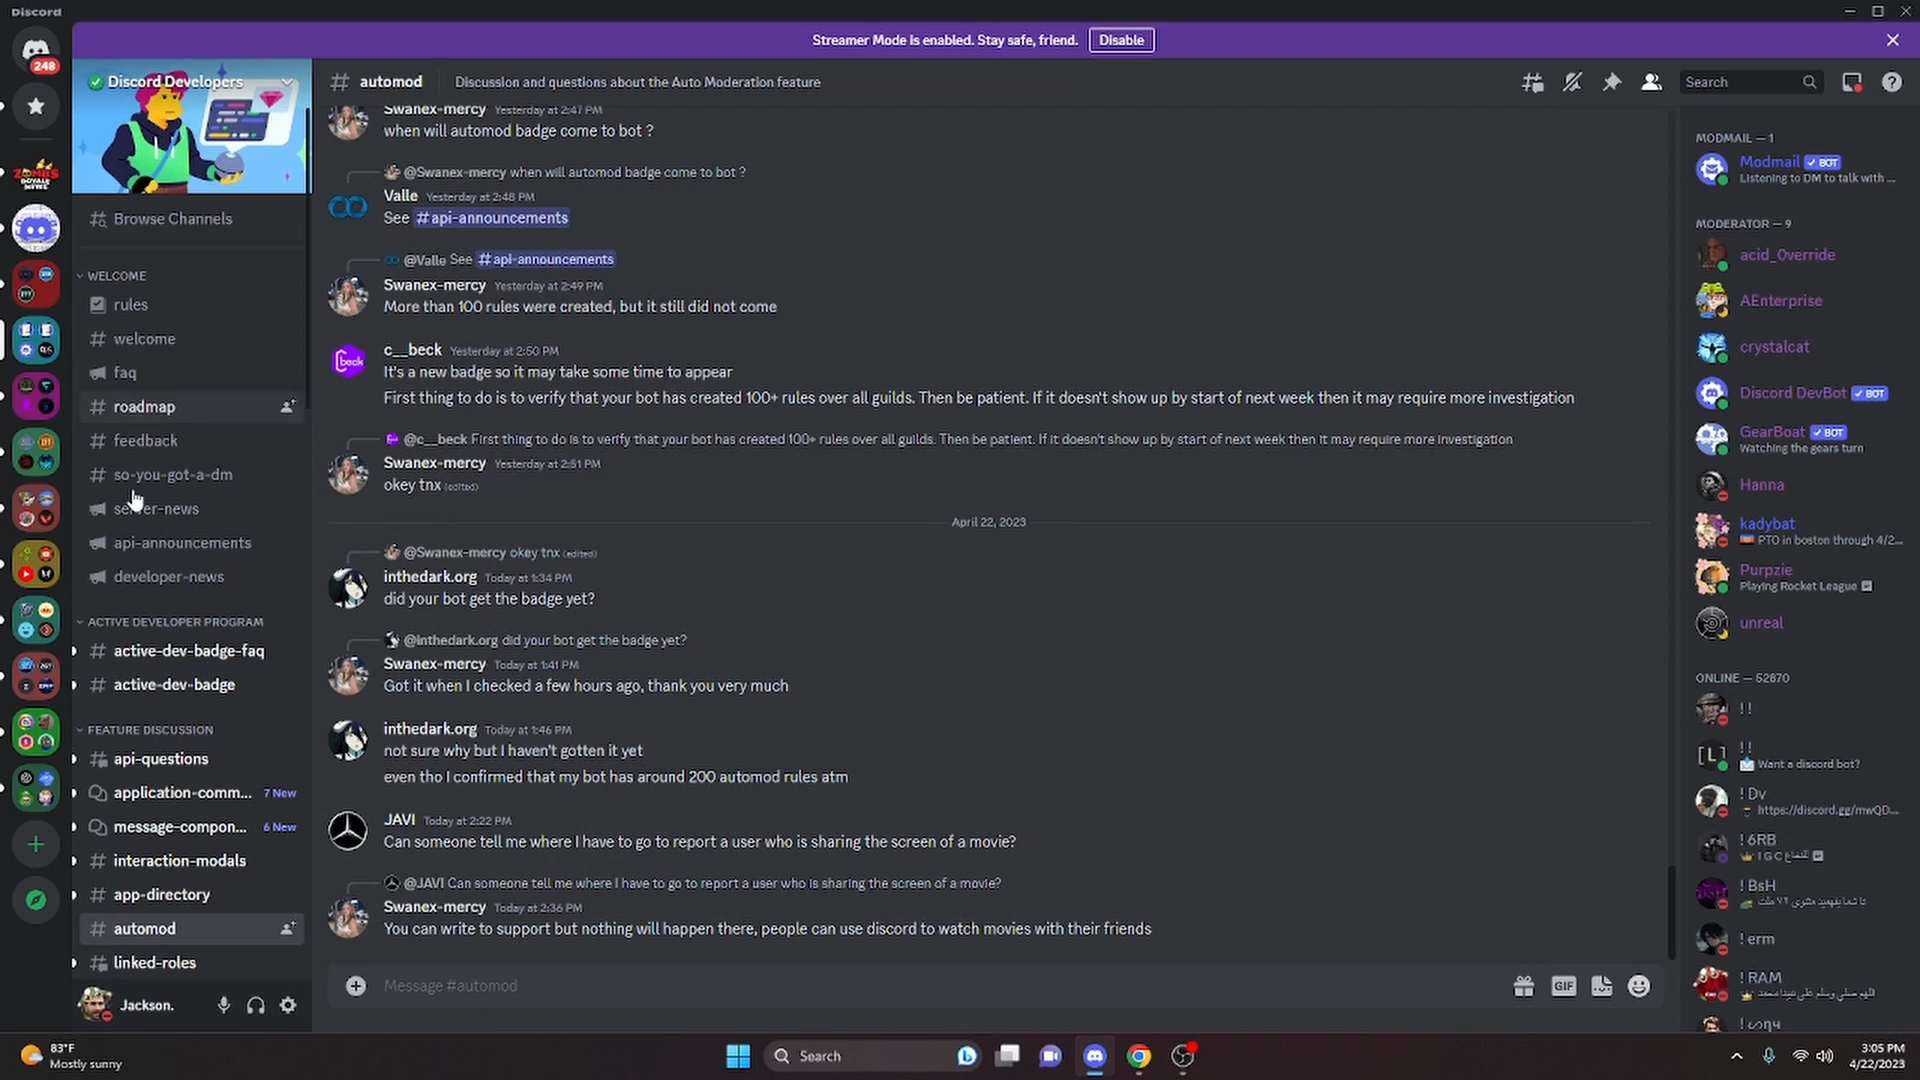 Discord
Streamer Mode is enabled. Stay safe, friend. Disable
248
Discord Developers
ZOMBS
ROYALE
NEWS
Browse Channels
WELCOME
rules
welcome
faq
roadmap
feedback
so-you-got-a-dm
server-news
api-announcements
developer-news
ACTIVE DEVELOPER PROGRAM
active-dev-badge-faq
active-dev-badge
FEATURE DISCUSSION
api-questions
application-comm... 7 New
message-compon... 6 New
interaction-modals
app-directory
automod
linked-roles
Jackson.
automod Discussion and questions about the Auto Moderation feature
Search
Swanex-mercy Yesterday at 2:47 PM
when will automod badge come to bot ?
@Swanex-mercy when will automod badge come to bot ?
Valle Yesterday at 2:48 PM
See #api-announcements
@Valle See #api-announcements
Swanex-mercy Yesterday at 2:49 PM
More than 100 rules were created, but it still did not come
c__beck Yesterday at 2:50 PM
It's a new badge so it may take some time to appear
First thing to do is to verify that your bot has created 100+ rules over all guilds. Then be patient. If it doesn't show up by start of next week then it may require more investigation
@c__beck First thing to do is to verify that your bot has created 100+ rules over all guilds. Then be patient. If it doesn't show up by start of next week then it may require more investigation
Swanex-mercy Yesterday at 2:51 PM
okey tnx (edited)
April 22, 2023
@Swanex-mercy okey tnx (edited)
inthedark.org Today at 1:34 PM
did your bot get the badge yet?
@inthedark.org did your bot get the badge yet?
Swanex-mercy Today at 1:41 PM
Got it when I checked a few hours ago, thank you very much
inthedark.org Today at 1:46 PM
not sure why but I haven't gotten it yet
even tho I confirmed that my bot has around 200 automod rules atm
JAVI Today at 2:22 PM
Can someone tell me where I have to go to report a user who is sharing the screen of a movie?
@JAVI Can someone tell me where I have to go to report a user who is sharing the screen of a movie?
Swanex-mercy Today at 2:36 PM
You can write to support but nothing will happen there, people can use discord to watch movies with their friends
Message #automod
GIF
MODMAIL — 1
Modmail BOT
Listening to DM to talk with ...
MODERATOR — 9
acid_0verride
AEnterprise
crystalcat
Discord DevBot BOT
GearBoat BOT
Watching the gears turn
Hanna
kadybat
PTO in boston through 4/2...
Purpzie
Playing Rocket League
unreal
ONLINE — 52870
! !
[L] ! !
Want a discord bot?
! Dv
https://discord.gg/mwQD...
! 6RB
I G C
! BsH
! erm
! RAM
83°F
Mostly sunny
Search
3:05 PM
4/22/2023